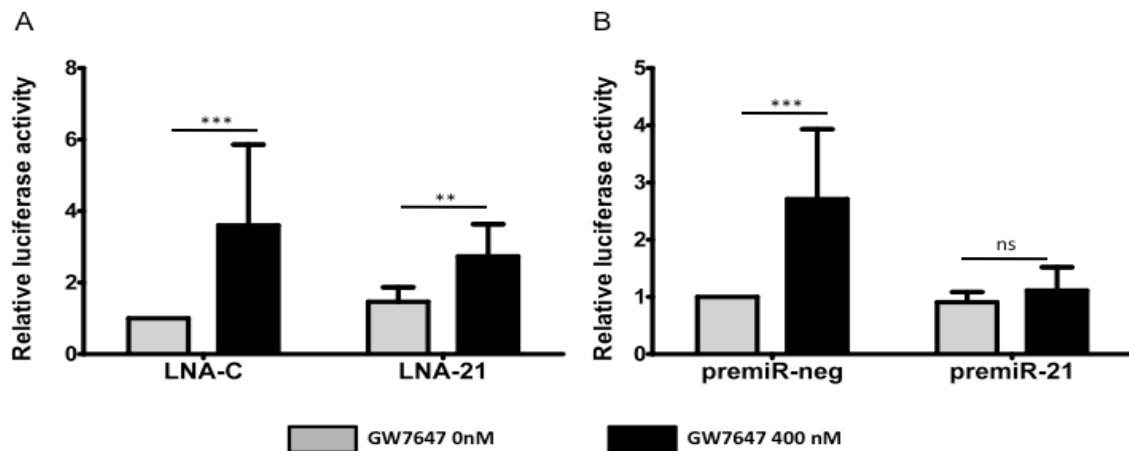 A
Relative luciferase activity
8
6
4
2
0
***
**
LNA-C LNA-21
B
Relative luciferase activity
5
4
3
2
1
0
***
ns
premiR-neg premiR-21
GW7647 0nM GW7647 400 nM